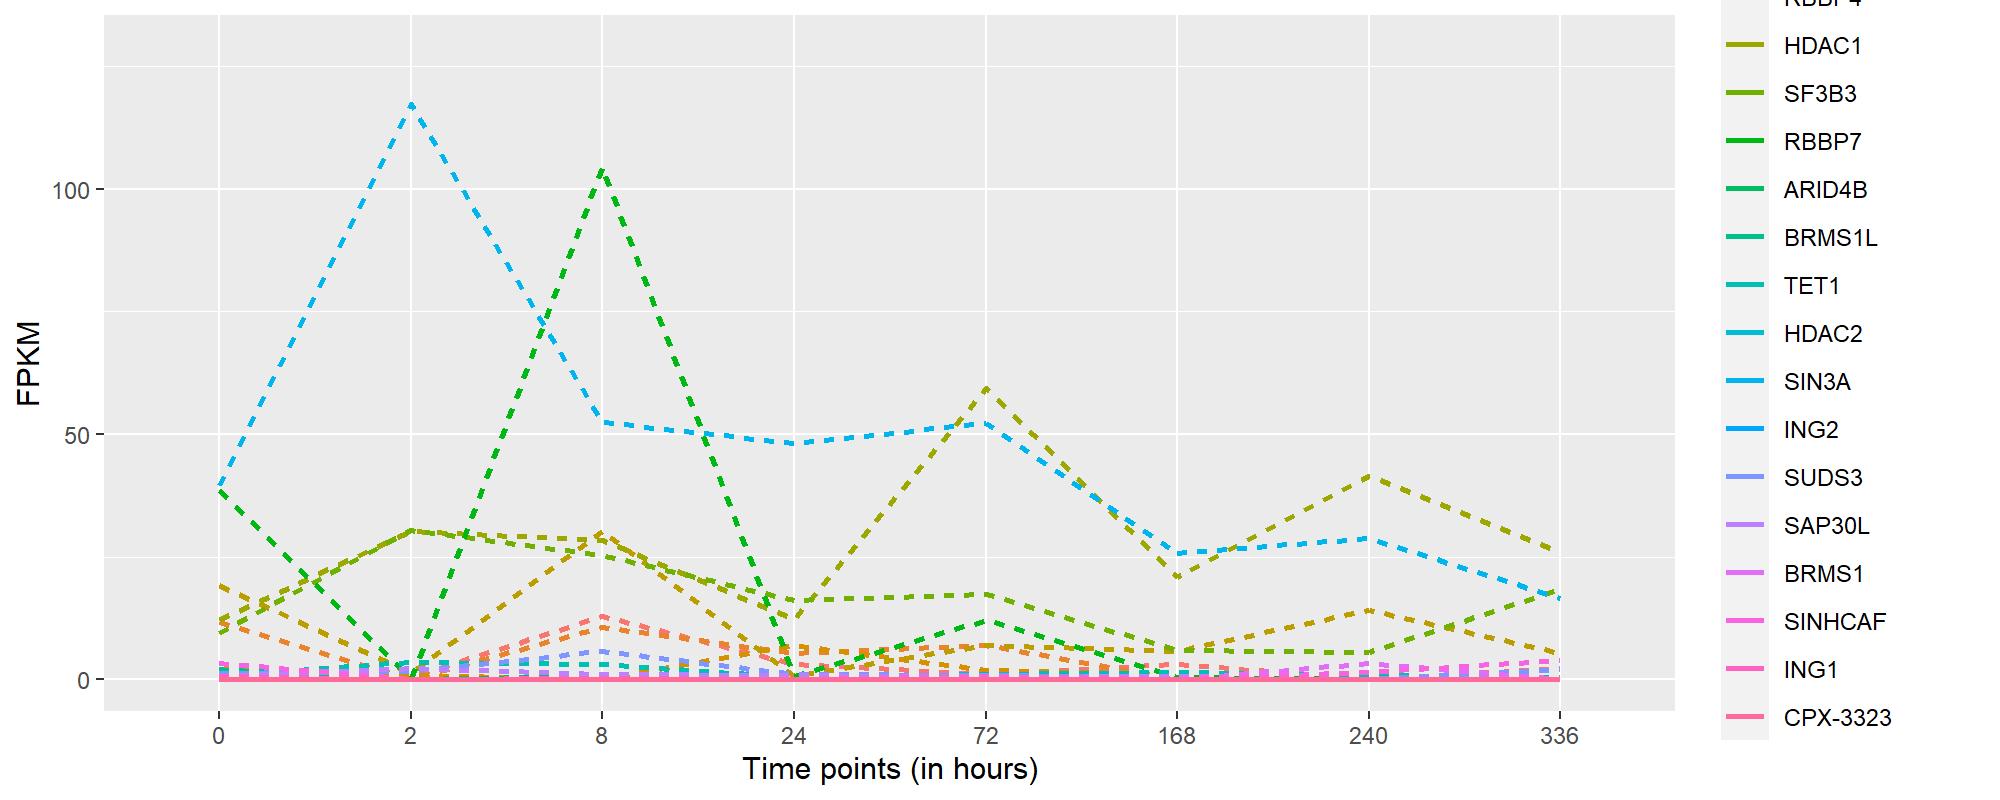 FPKM
100
50
0
0 2 8 24 72 168 240 336
Time points (in hours)
HDAC1
SF3B3
RBBP7
ARID4B
BRMS1L
TET1
HDAC2
SIN3A
ING2
SUDS3
SAP30L
BRMS1
SINHCAF
ING1
CPX-3323